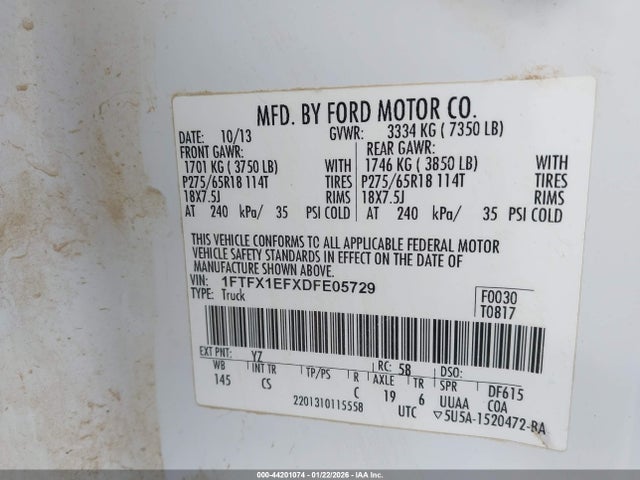 MFD. BY FORD MOTOR CO.
DATE: 10/13 GVWR: 3334 KG ( 7350 LB)
FRONT GAWR: REAR GAWR:
1701 KG ( 3750 LB) WITH 1746 KG ( 3850 LB) WITH
P275/65R18 114T TIRES P275/65R18 114T TIRES
18X7.5J RIMS 18X7.5J RIMS
AT 240 kPa/ 35 PSI COLD AT 240 kPa/ 35 PSI COLD
THIS VEHICLE CONFORMS TO ALL APPLICABLE FEDERAL MOTOR
VEHICLE SAFETY STANDARDS IN EFFECT ON THE DATE OF
MANUFACTURE SHOWN ABOVE.
VIN: 1FTFX1EFXDFE05729 F0030
TYPE: Truck T0817
EXT PNT: YZ RC: 58 DSO:
WB INT TR TP/PS R AXLE TR SPR DF615
145 CS C 19 6 UUAA COA
2201310115558 UTC ▽5U5A-1520472-BA
000-44201074 - 01/22/2026 - IAA Inc.